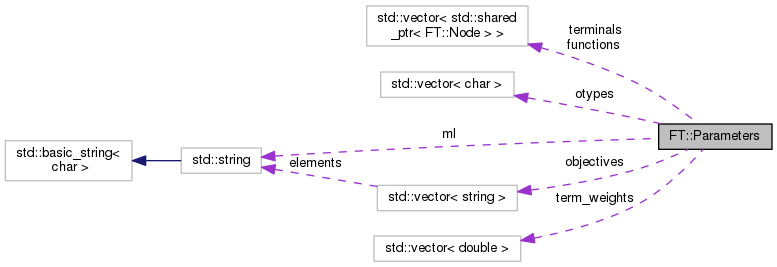 std::vector< std::shared
_ptr< FT::Node > >
terminals
functions
std::vector< char >
otypes
FT::Parameters
ml
std::basic_string<
char >
std::string
elements
objectives
std::vector< string >
term_weights
std::vector< double >